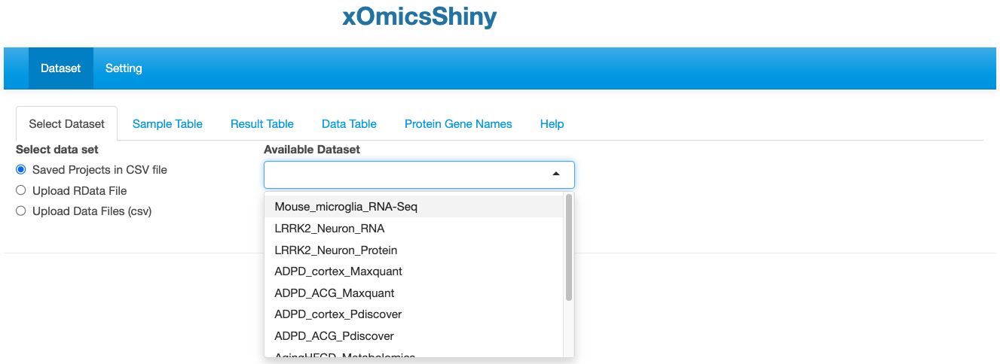 xOmicsShiny
Dataset Setting
Select Dataset Sample Table Result Table Data Table Protein Gene Names Help
Select data set
Saved Projects in CSV file
Upload RData File
Upload Data Files (csv)
Available Dataset
Mouse_microglia_RNA-Seq
LRRK2_Neuron_RNA
LRRK2_Neuron_Protein
ADPD_cortex_Maxquant
ADPD_ACG_Maxquant
ADPD_cortex_Pdiscover
ADPD_ACG_Pdiscover
AgingHFCD_Metabolomics